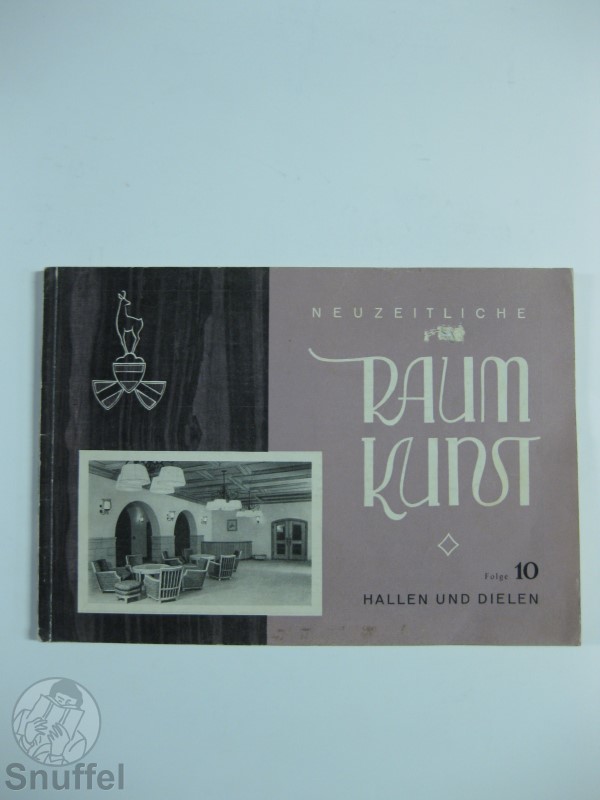 NEUZEITLICHE
RAUM
KUNST
Folge 10
HALLEN UND DIELEN
Snuffel